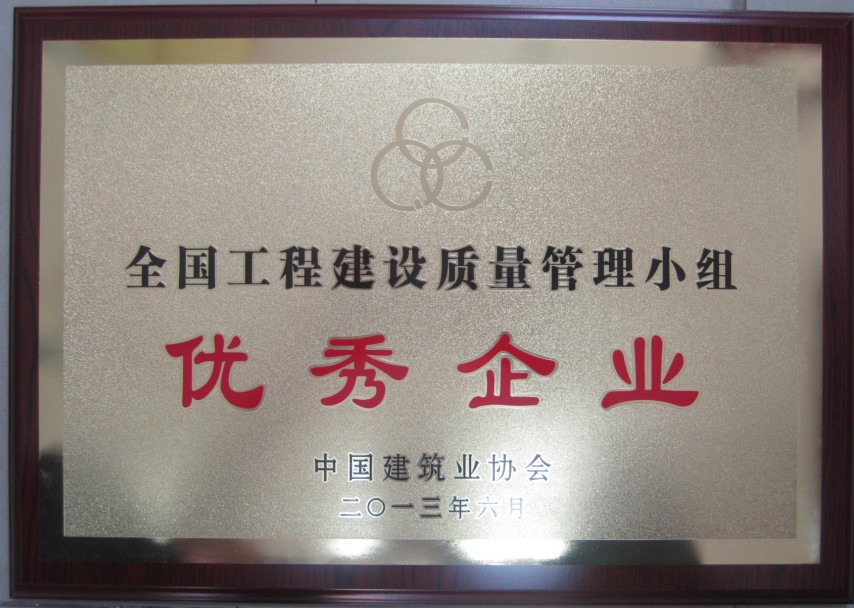 全国工程建设质量管理小组
优秀企业
中国建筑业协会
二〇一三年六月